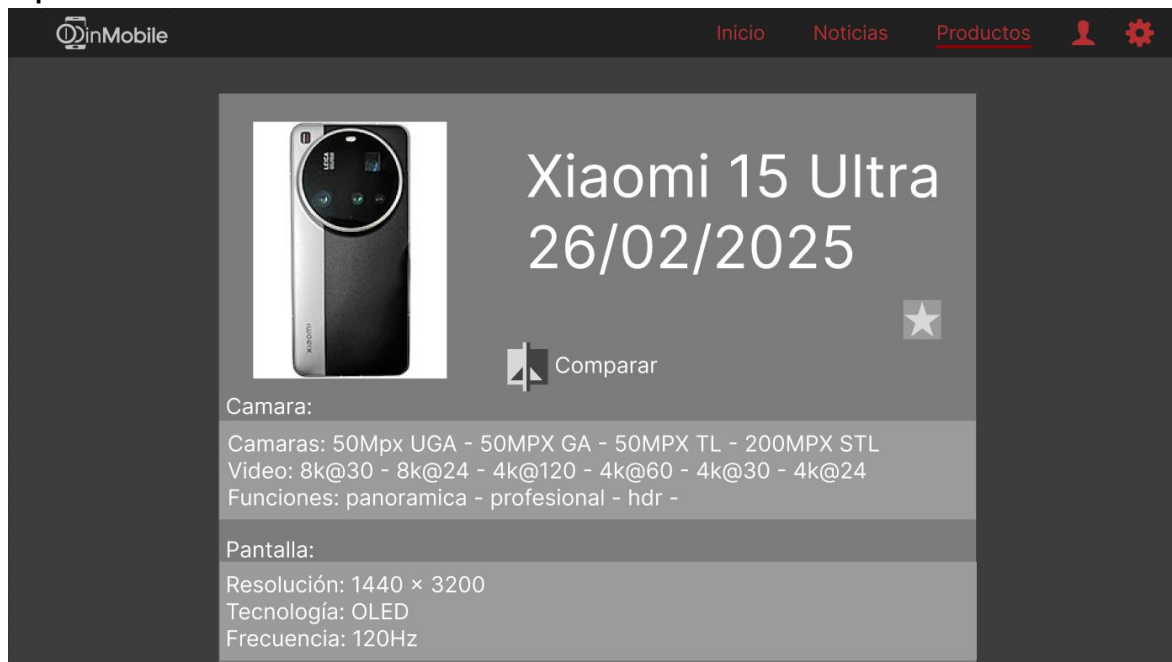 inMobile
Inicio
Noticias
Productos
LEICA
XIAOMI
Xiaomi 15 Ultra
26/02/2025
Comparar
Camara:
Camaras: 50Mpx UGA - 50MPX GA - 50MPX TL - 200MPX STL
Video: 8k@30 - 8k@24 - 4k@120 - 4k@60 - 4k@30 - 4k@24
Funciones: panoramica - profesional - hdr -
Pantalla:
Resolución: 1440 × 3200
Tecnología: OLED
Frecuencia: 120Hz